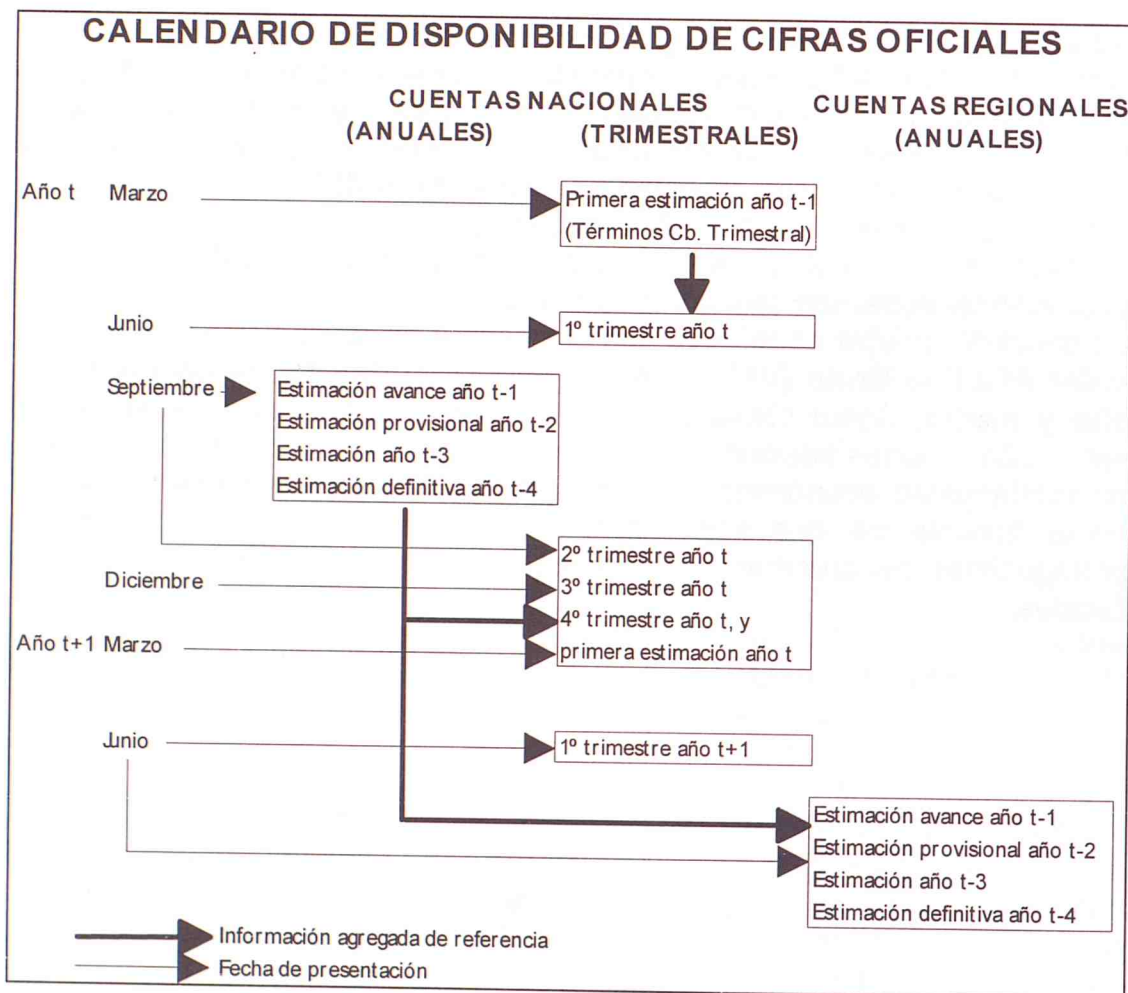 CALENDARIO DE DISPONIBILIDAD DE CIFRAS OFICIALES
CUENTAS NACIONALES
(ANUALES) (TRIMESTRALES)
CUENTAS REGIONALES
(ANUALES)
Año t Marzo
Primera estimación año t-1
(Términos Cb. Trimestral)
Junio
1º trimestre año t
Septiembre
Estimación avance año t-1
Estimación provisional año t-2
Estimación año t-3
Estimación definitiva año t-4
2º trimestre año t
Diciembre
3º trimestre año t
4º trimestre año t, y
Año t+1 Marzo
primera estimación año t
Junio
1º trimestre año t+1
Estimación avance año t-1
Estimación provisional año t-2
Estimación año t-3
Estimación definitiva año t-4
Información agregada de referencia
Fecha de presentación